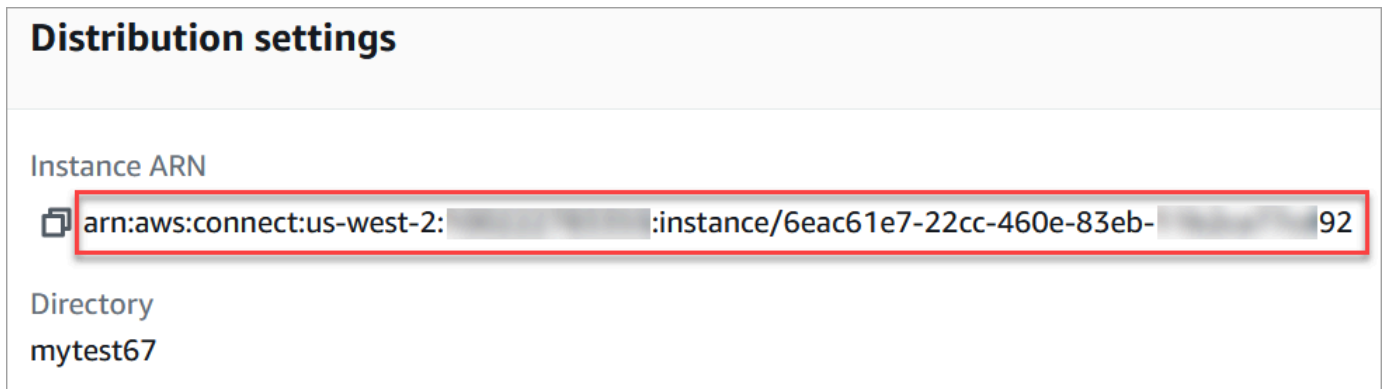 Distribution settings
Instance ARN
arn:aws:connect:us-west-2: :instance/6eac61e7-22cc-460e-83eb- 92
Directory
mytest67